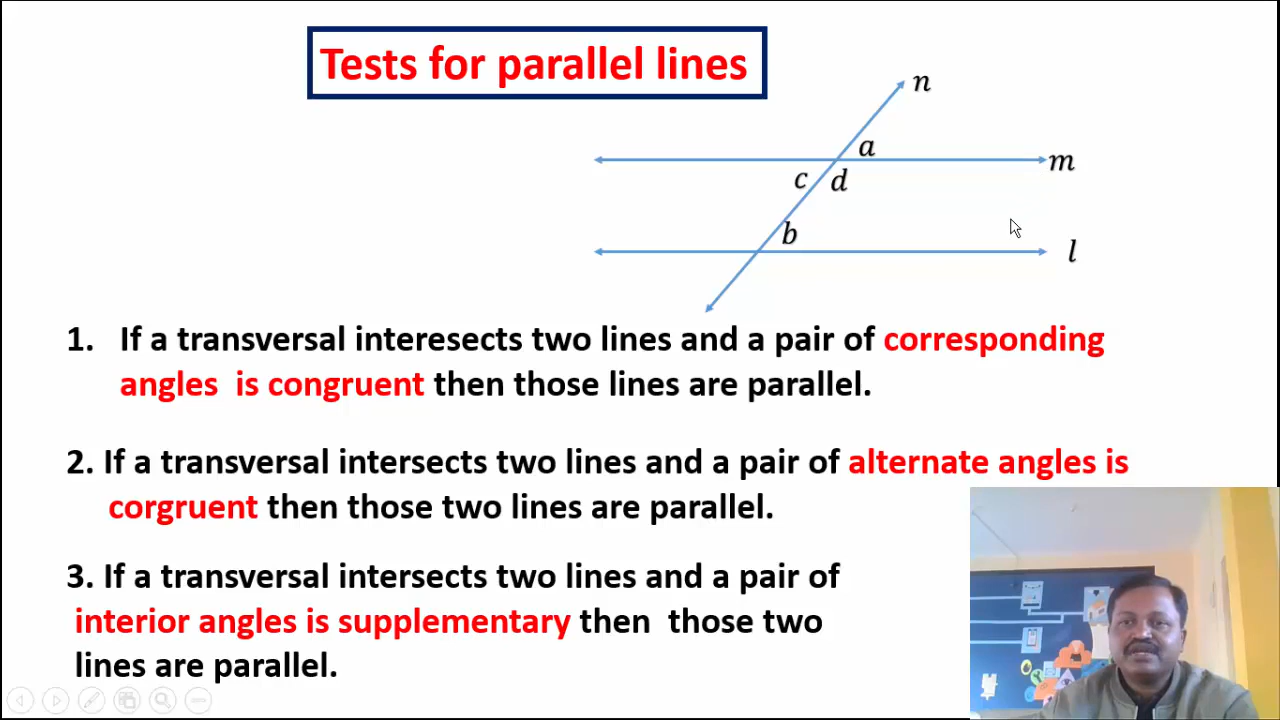 Tests for parallel lines
n
a
m
c d
b
l
1. If a transversal interesects two lines and a pair of corresponding
angles is congruent then those lines are parallel.
2. If a transversal intersects two lines and a pair of alternate angles is
corgruent then those two lines are parallel.
3. If a transversal intersects two lines and a pair of
interior angles is supplementary then those two
lines are parallel.